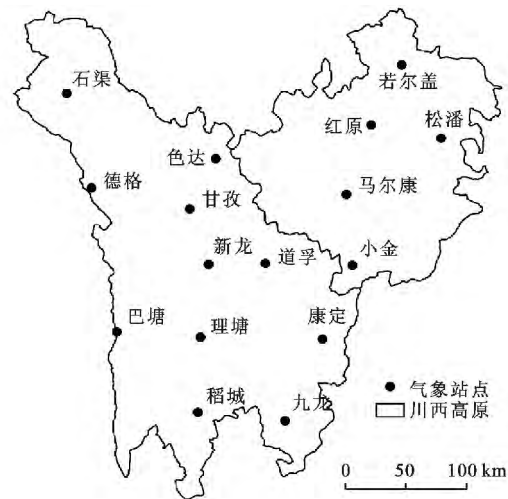 石渠
若尔盖
红原
松潘
色达
德格
甘孜
马尔康
新龙
道孚
小金
巴塘
理塘
康定
稻城
九龙
气象站点
川西高原
0 50 100 km